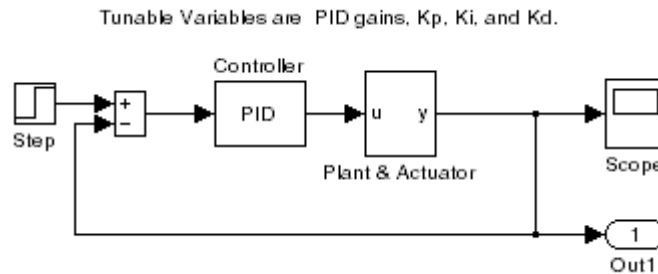 Tunable Variables are PID gains, Kp, Ki, and Kd.
Controller
+
−
PID
u y
Step
Plant & Actuator
Scope
1
Out1